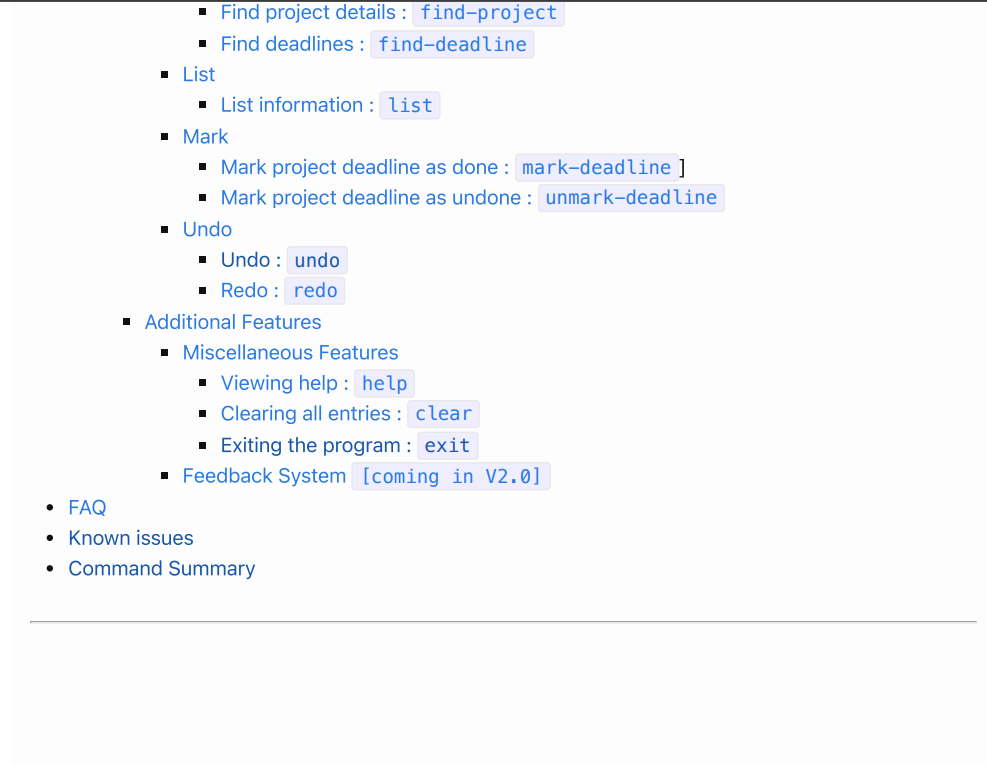 Find project details : find-project
Find deadlines : find-deadline
List
List information : list
Mark
Mark project deadline as done : mark-deadline ]
Mark project deadline as undone : unmark-deadline
Undo
Undo : undo
Redo : redo
Additional Features
Miscellaneous Features
Viewing help : help
Clearing all entries : clear
Exiting the program : exit
Feedback System [coming in V2.0]
FAQ
Known issues
Command Summary